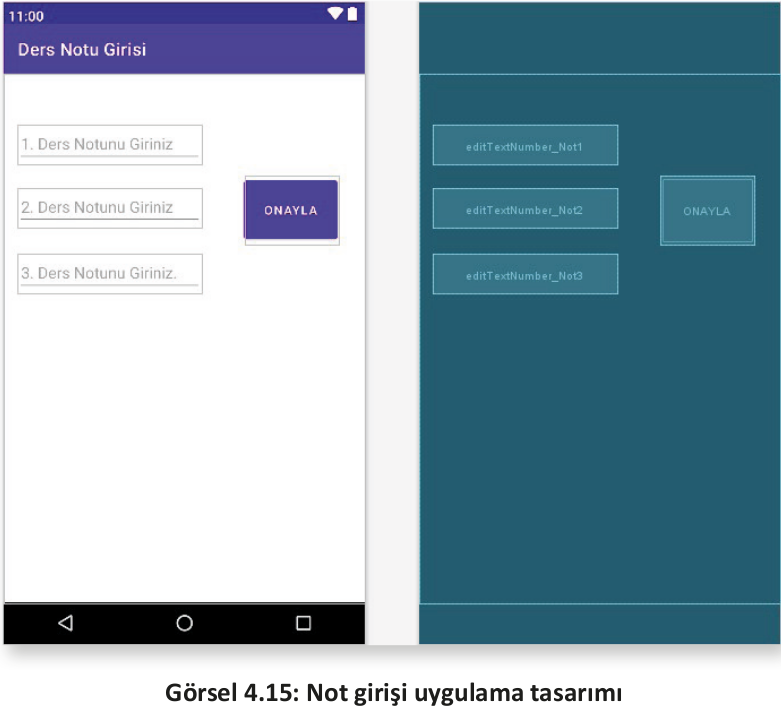 11:00
Ders Notu Girisi
1. Ders Notunu Giriniz
2. Ders Notunu Giriniz
ONAYLA
3. Ders Notunu Giriniz.
editTextNumber_Not1
editTextNumber_Not2
ONAYLA
editTextNumber_Not3
Görsel 4.15: Not girişi uygulama tasarımı